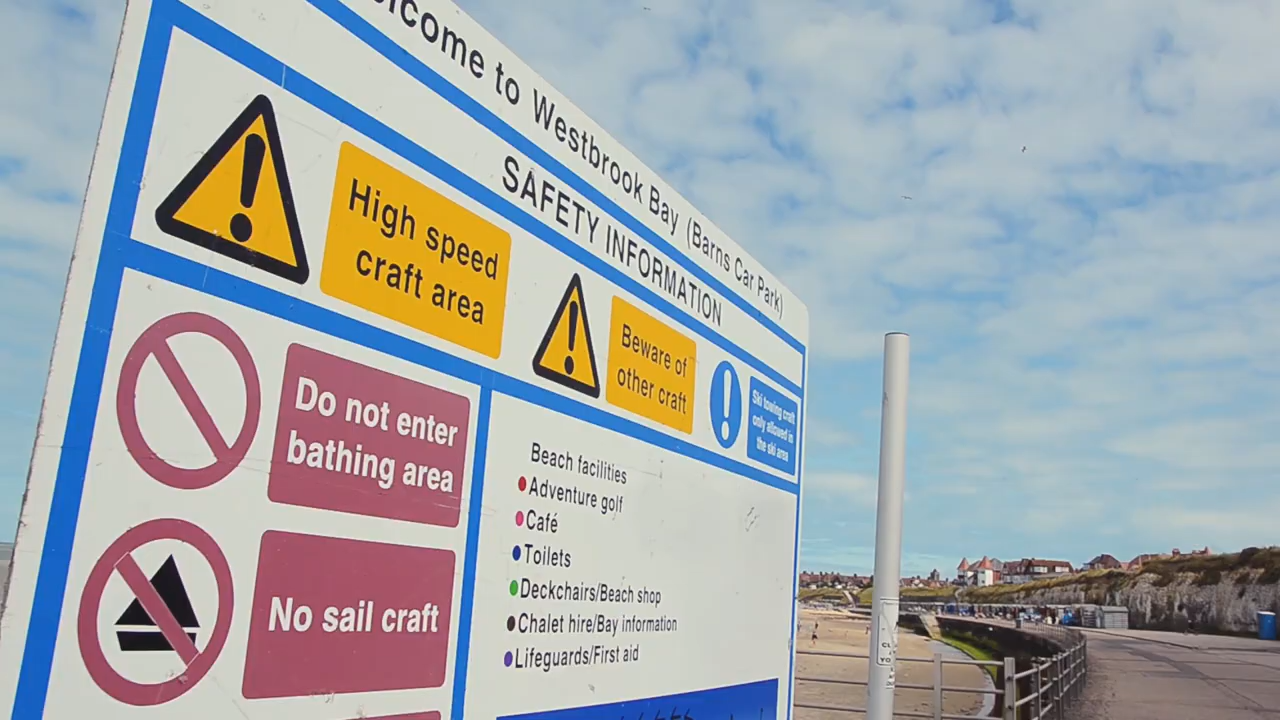 lcome to Westbrook Bay (Barns Car Park)
SAFETY INFORMATION
High speed
craft area
Beware of
other craft
Ski towing craft
only allowed in
the ski area
Do not enter
bathing area
No sail craft
Beach facilities
Adventure golf
Café
Toilets
Deckchairs/Beach shop
Chalet hire/Bay information
Lifeguards/First aid